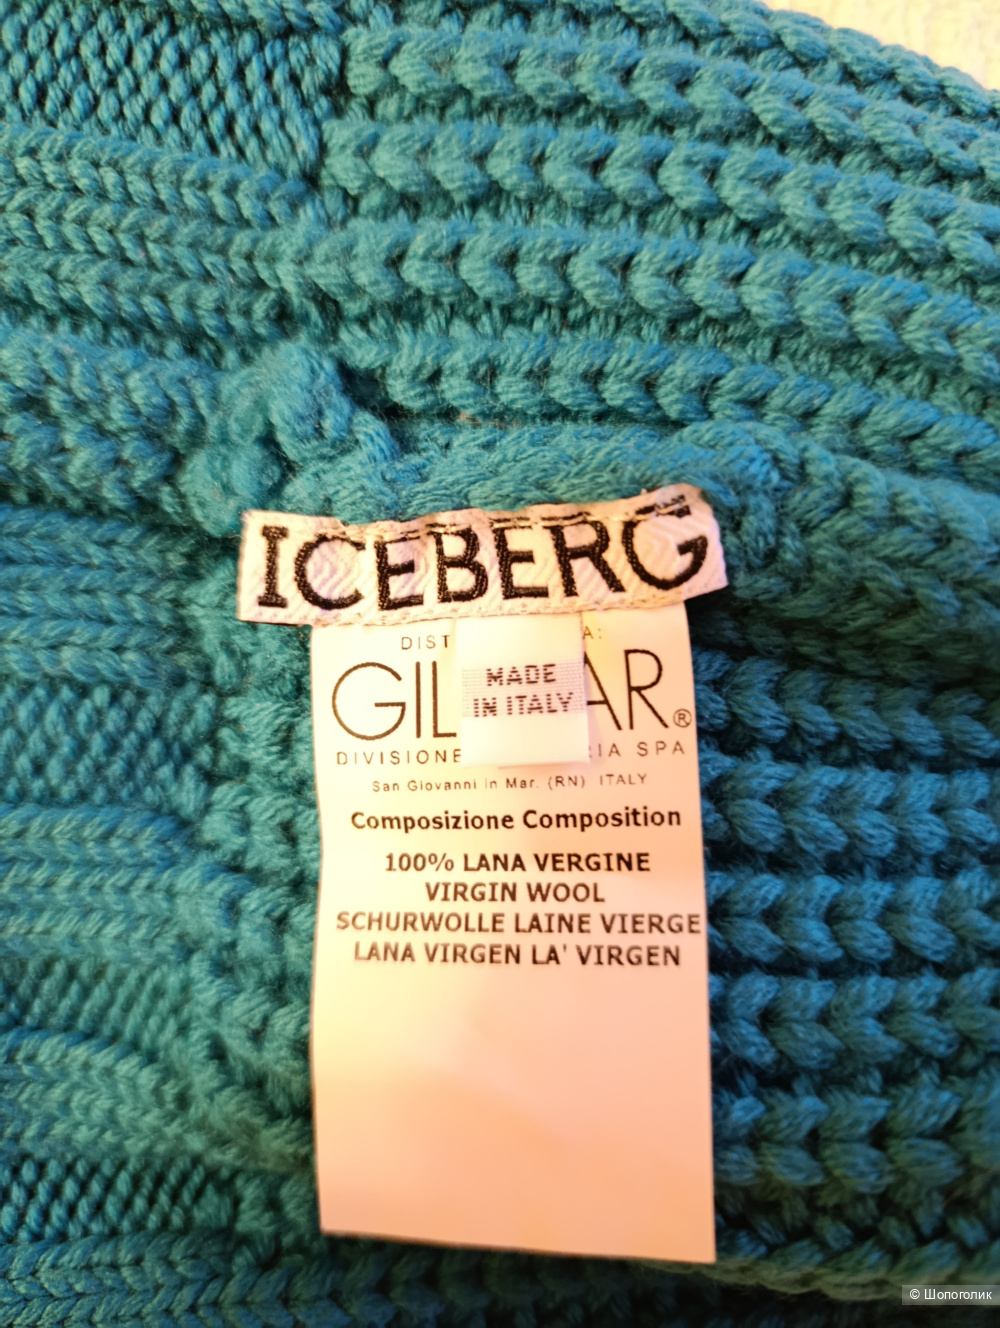 ICEBERG
DIST A:
GIL AR®
MADE
IN ITALY
DIVISIONE RIA SPA
San Giovanni in Mar. (RN) ITALY
Composizione Composition
100% LANA VERGINE
VIRGIN WOOL
SCHURWOLLE LAINE VIERGE
LANA VIRGEN LA' VIRGEN
© Шопоголик